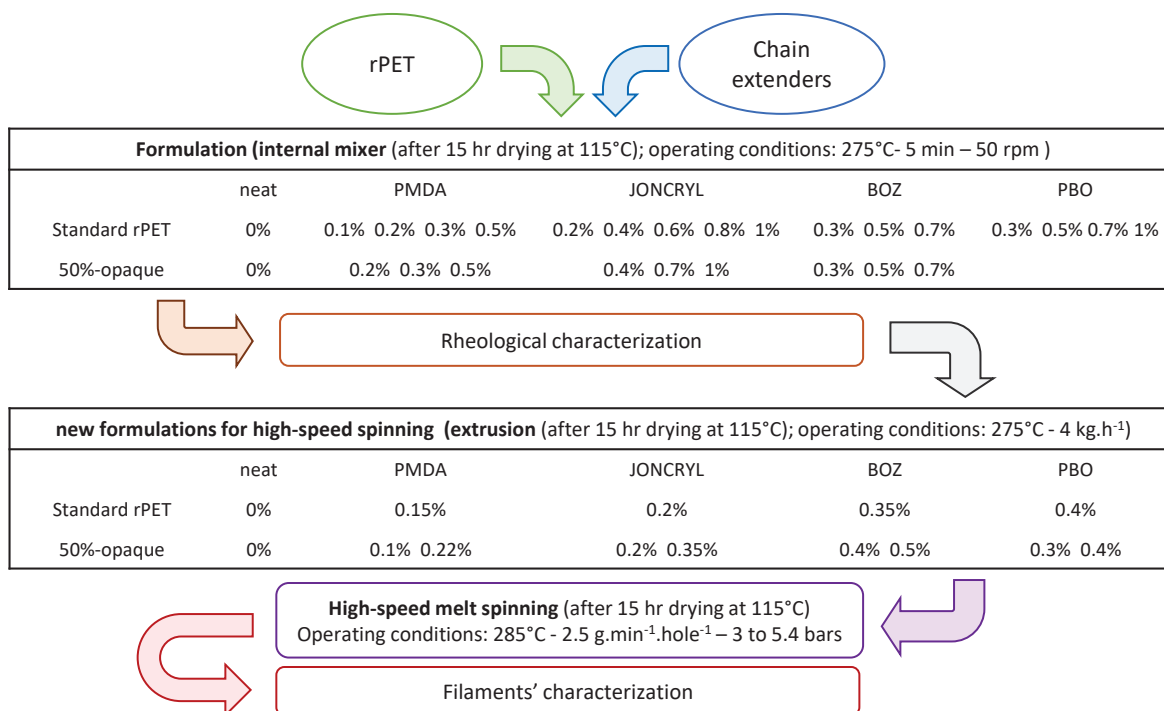 rPET
Chain
extenders
Formulation (internal mixer (after 15 hr drying at 115°C); operating conditions: 275°C- 5 min – 50 rpm )
neat PMDA JONCRYL BOZ PBO
Standard rPET 0% 0.1% 0.2% 0.3% 0.5% 0.2% 0.4% 0.6% 0.8% 1% 0.3% 0.5% 0.7% 0.3% 0.5% 0.7% 1%
50%-opaque 0% 0.2% 0.3% 0.5% 0.4% 0.7% 1% 0.3% 0.5% 0.7%
Rheological characterization
new formulations for high-speed spinning (extrusion (after 15 hr drying at 115°C); operating conditions: 275°C - 4 kg.h⁻¹)
neat PMDA JONCRYL BOZ PBO
Standard rPET 0% 0.15% 0.2% 0.35% 0.4%
50%-opaque 0% 0.1% 0.22% 0.2% 0.35% 0.4% 0.5% 0.3% 0.4%
High-speed melt spinning (after 15 hr drying at 115°C)
Operating conditions: 285°C - 2.5 g.min⁻¹.hole⁻¹ – 3 to 5.4 bars
Filaments’ characterization